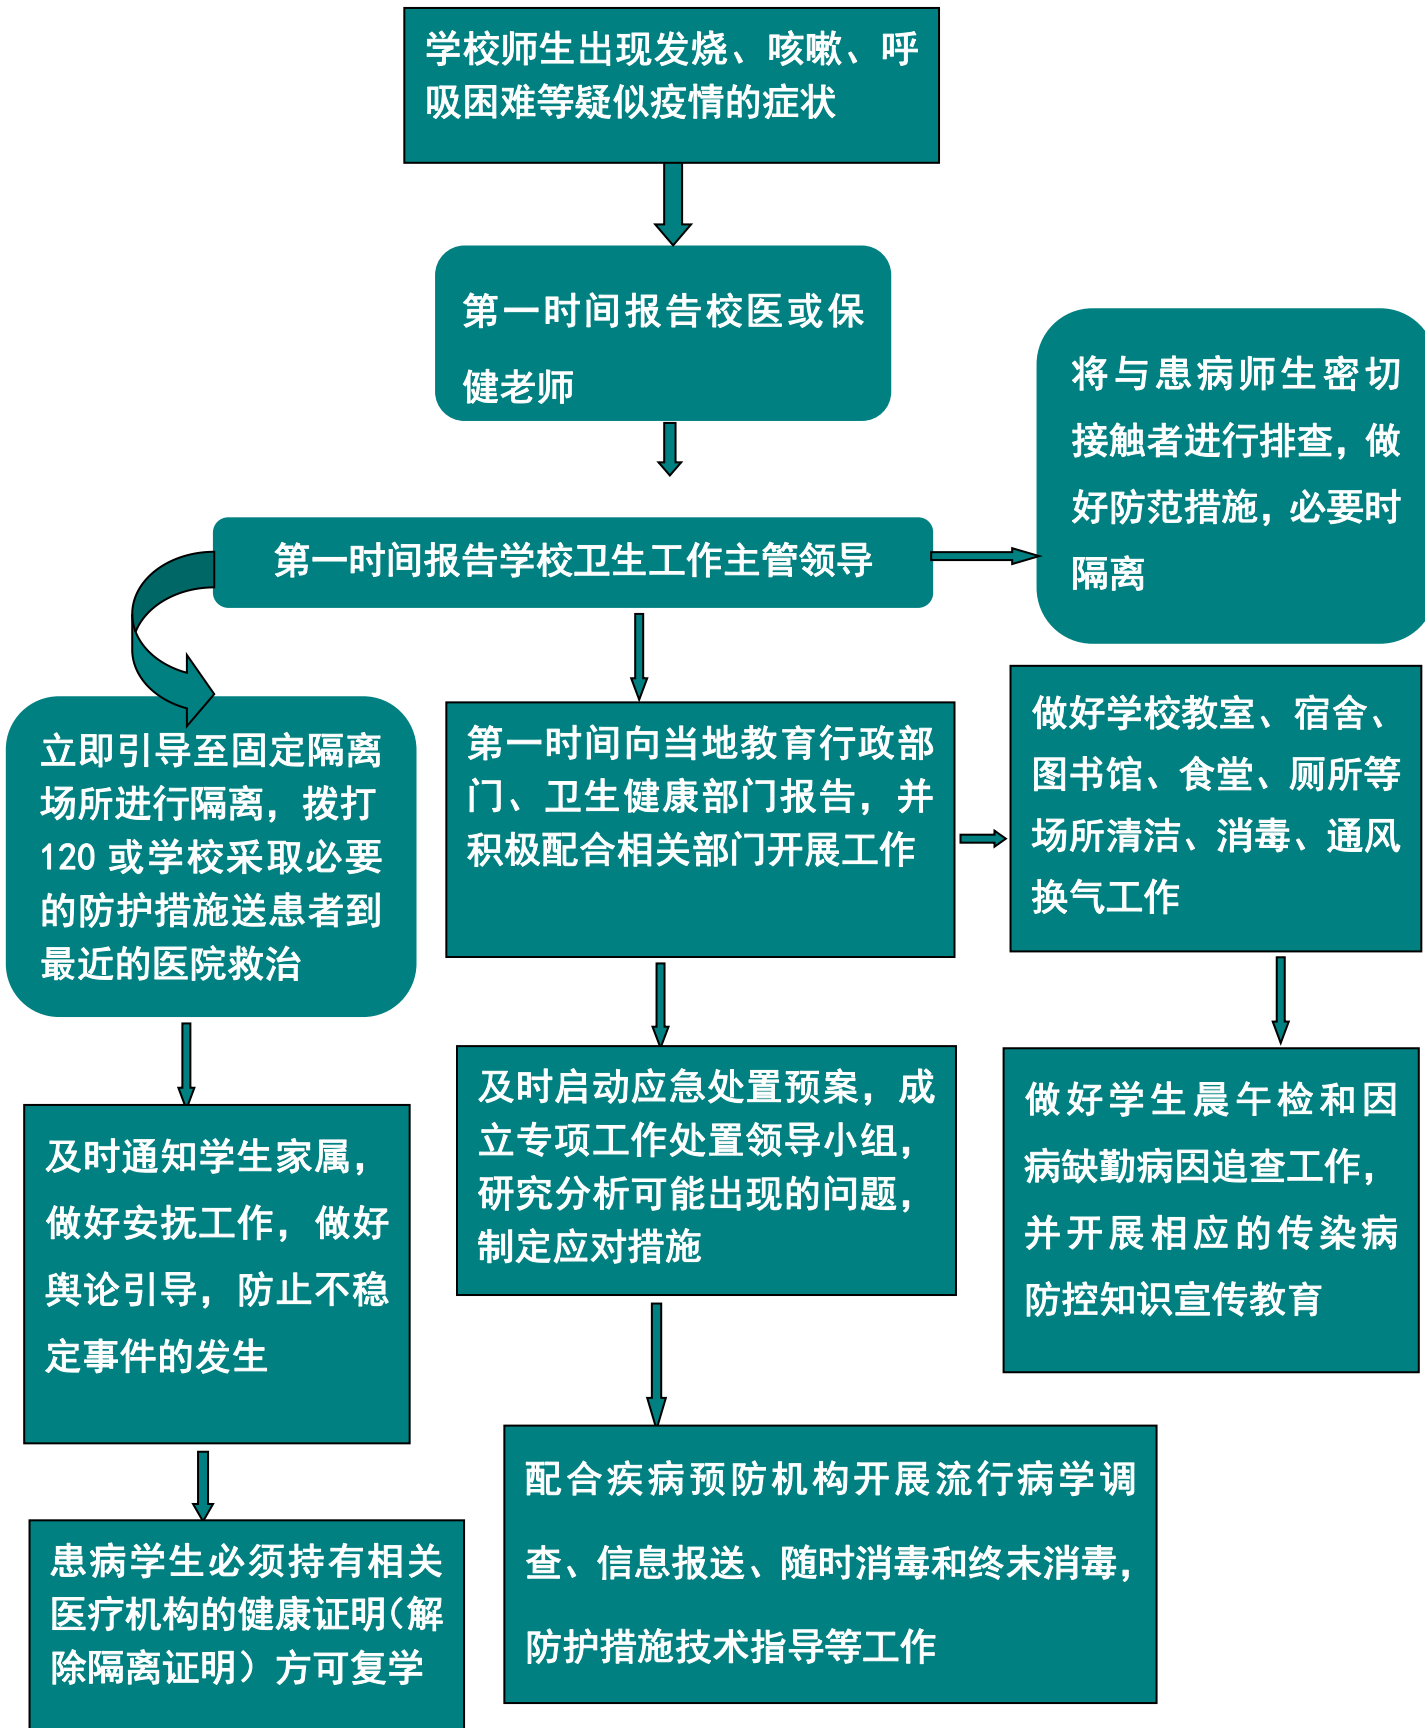 学校师生出现发烧、咳嗽、呼
吸困难等疑似疫情的症状
第一时间报告校医或保
健老师
将与患病师生密切
接触者进行排查，做
好防范措施，必要时
隔离
第一时间报告学校卫生工作主管领导
立即引导至固定隔离
场所进行隔离，拨打
120 或学校采取必要
的防护措施送患者到
最近的医院救治
第一时间向当地教育行政部
门、卫生健康部门报告，并
积极配合相关部门开展工作
做好学校教室、宿舍、
图书馆、食堂、厕所等
场所清洁、消毒、通风
换气工作
及时启动应急处置预案，成
立专项工作处置领导小组，
研究分析可能出现的问题，
制定应对措施
做好学生晨午检和因
病缺勤病因追查工作，
并开展相应的传染病
防控知识宣传教育
及时通知学生家属，
做好安抚工作，做好
舆论引导，防止不稳
定事件的发生
配合疾病预防机构开展流行病学调
查、信息报送、随时消毒和终末消毒，
防护措施技术指导等工作
患病学生必须持有相关
医疗机构的健康证明（解
除隔离证明）方可复学